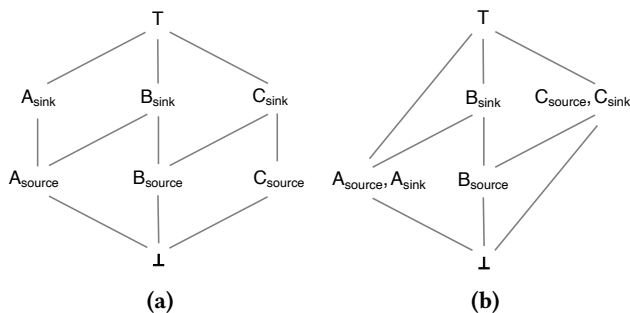 T T
A_sink B_sink C_sink B_sink C_source, C_sink
A_source B_source C_source A_source, A_sink B_source
⊥ ⊥
(a) (b)